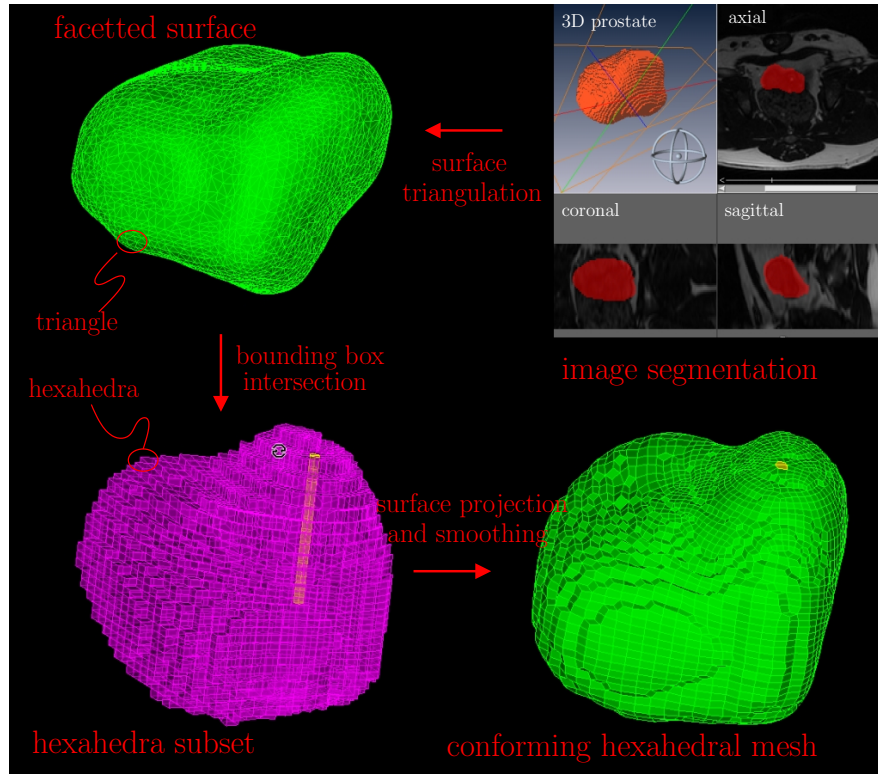 facetted surface
3D prostate
axial
surface
triangulation
coronal
sagittal
triangle
bounding box
intersection
image segmentation
hexahedra
surface projection
and smoothing
hexahedra subset
conforming hexahedral mesh